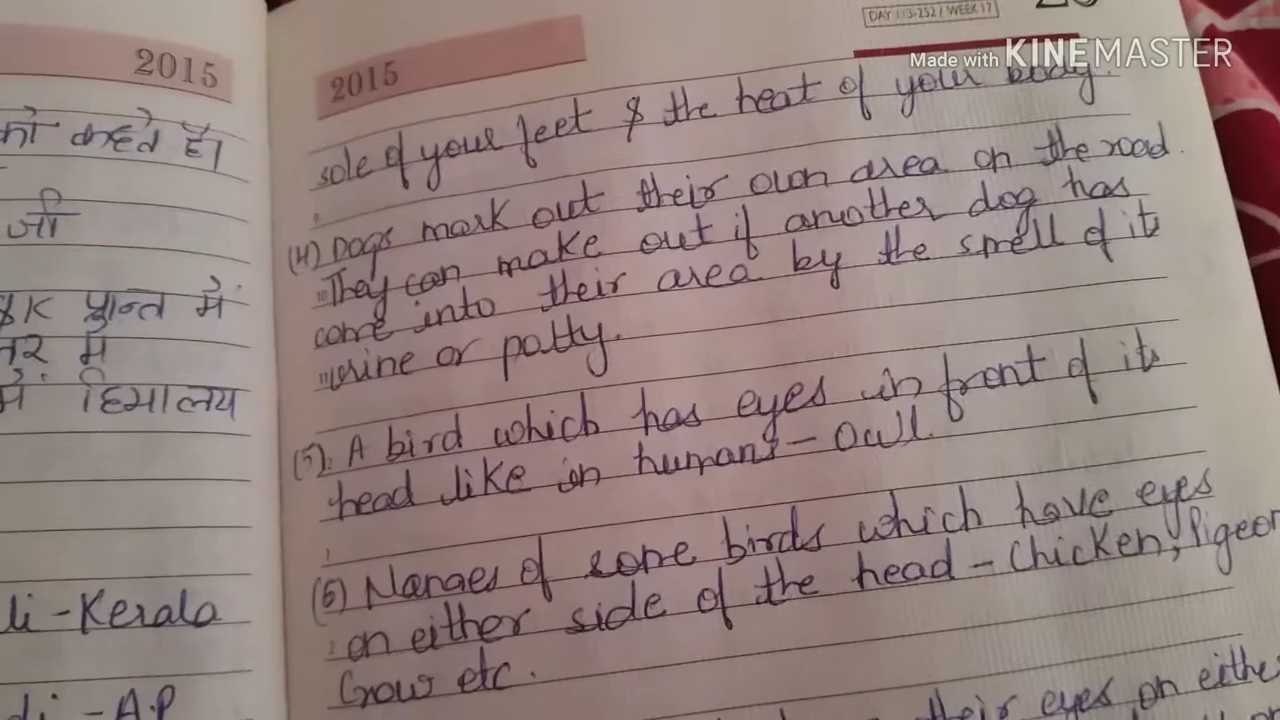 DAY 113-252 / WEEK 17
Made with KINEMASTER
2015
को कहते है।
जी
प्रान्त में
में
में हिमालय
li - Kerala
- A.P
2015
sole of your feet & the heat of your body.
(4) Dogs mark out their own area on the road.
They can make out if another dog has
come into their area by the smell of its
urine or potty.
(5). A bird which has eyes in front of its
head like in humans - Owl.
(6) Names of some birds which have eyes
on either side of the head - Chicken, Pigeon
Crow etc.
their eyes on eithe